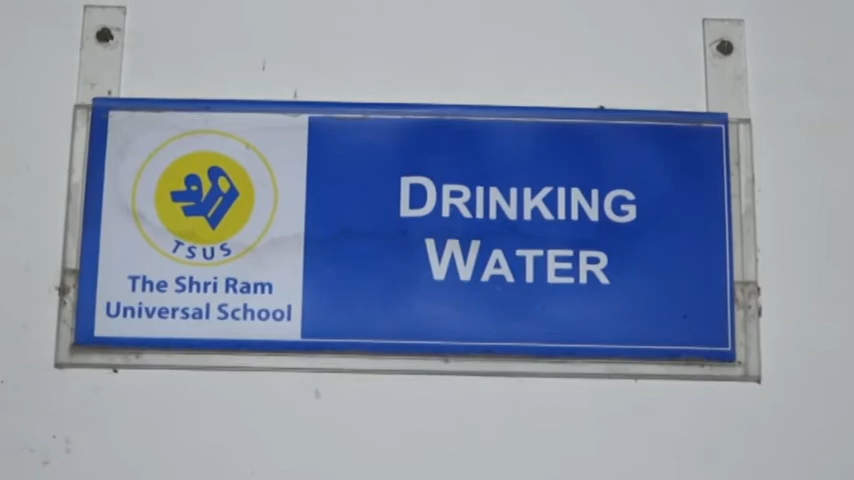 TSUS
The Shri Ram
Universal School
DRINKING
WATER